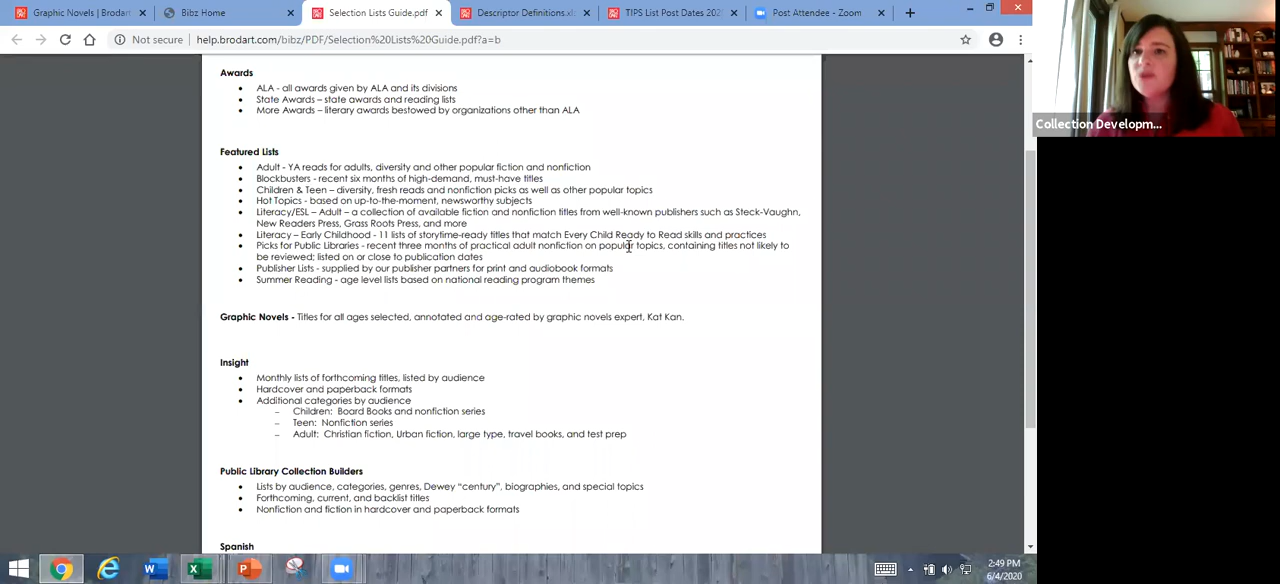 Graphic Novels | Brodart
Bibz Home
Selection Lists Guide.pdf
Descriptor Definitions.xls
TIPS List Post Dates 202
Post Attendee - Zoom
Not secure | help.brodart.com/bibz/PDF/Selection%20Lists%20Guide.pdf?a=b
Collection Developm...
Awards
• ALA - all awards given by ALA and its divisions
• State Awards – state awards and reading lists
• More Awards – literary awards bestowed by organizations other than ALA
Featured Lists
• Adult - YA reads for adults, diversity and other popular fiction and nonfiction
• Blockbusters - recent six months of high-demand, must-have titles
• Children & Teen – diversity, fresh reads and nonfiction picks as well as other popular topics
• Hot Topics - based on up-to-the-moment, newsworthy subjects
• Literacy/ESL – Adult – a collection of available fiction and nonfiction titles from well-known publishers such as Steck-Vaughn,
New Readers Press, Grass Roots Press, and more
• Literacy – Early Childhood - 11 lists of storytime-ready titles that match Every Child Ready to Read skills and practices
• Picks for Public Libraries - recent three months of practical adult nonfiction on popular topics, containing titles not likely to
be reviewed; listed on or close to publication dates
• Publisher Lists - supplied by our publisher partners for print and audiobook formats
• Summer Reading - age level lists based on national reading program themes
Graphic Novels - Titles for all ages selected, annotated and age-rated by graphic novels expert, Kat Kan.
Insight
• Monthly lists of forthcoming titles, listed by audience
• Hardcover and paperback formats
• Additional categories by audience
– Children: Board Books and nonfiction series
– Teen: Nonfiction series
– Adult: Christian fiction, Urban fiction, large type, travel books, and test prep
Public Library Collection Builders
• Lists by audience, categories, genres, Dewey "century", biographies, and special topics
• Forthcoming, current, and backlist titles
• Nonfiction and fiction in hardcover and paperback formats
Spanish
2:49 PM
6/4/2020